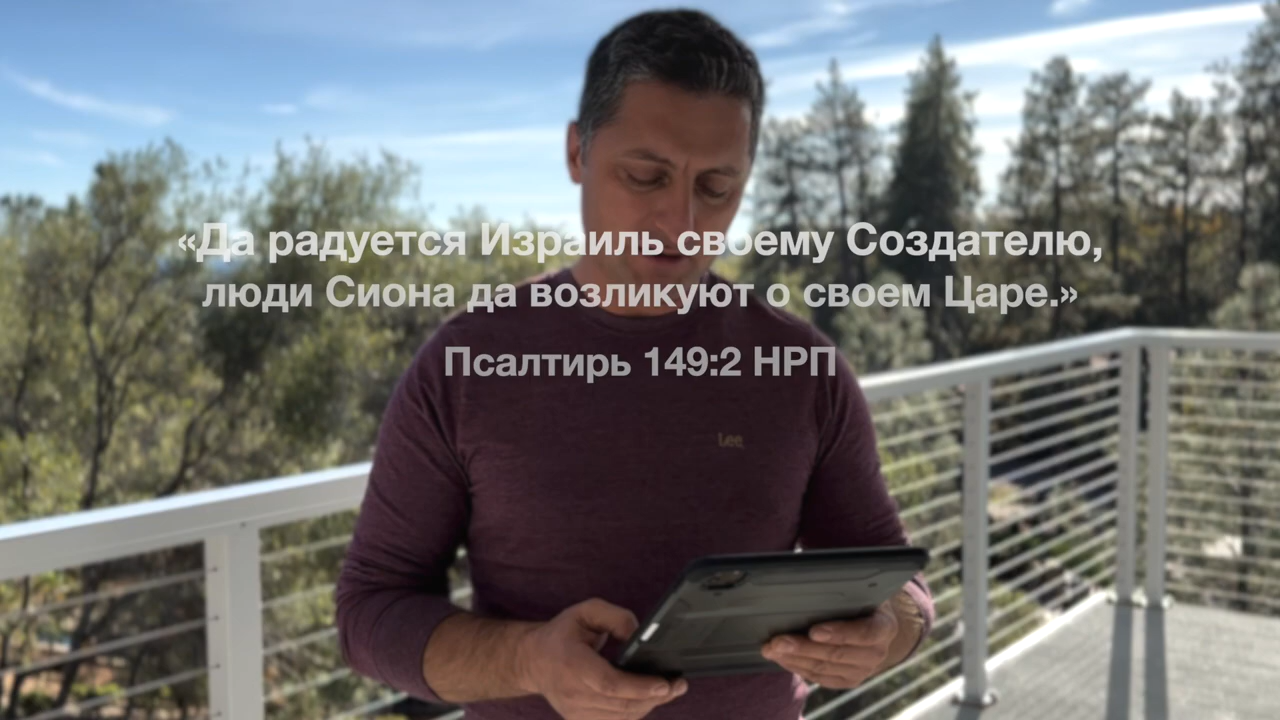 «Да радуется Израиль своему Создателю,
люди Сиона да возликуют о своем Царе.»
Псалтирь 149:2 НРП
Lee